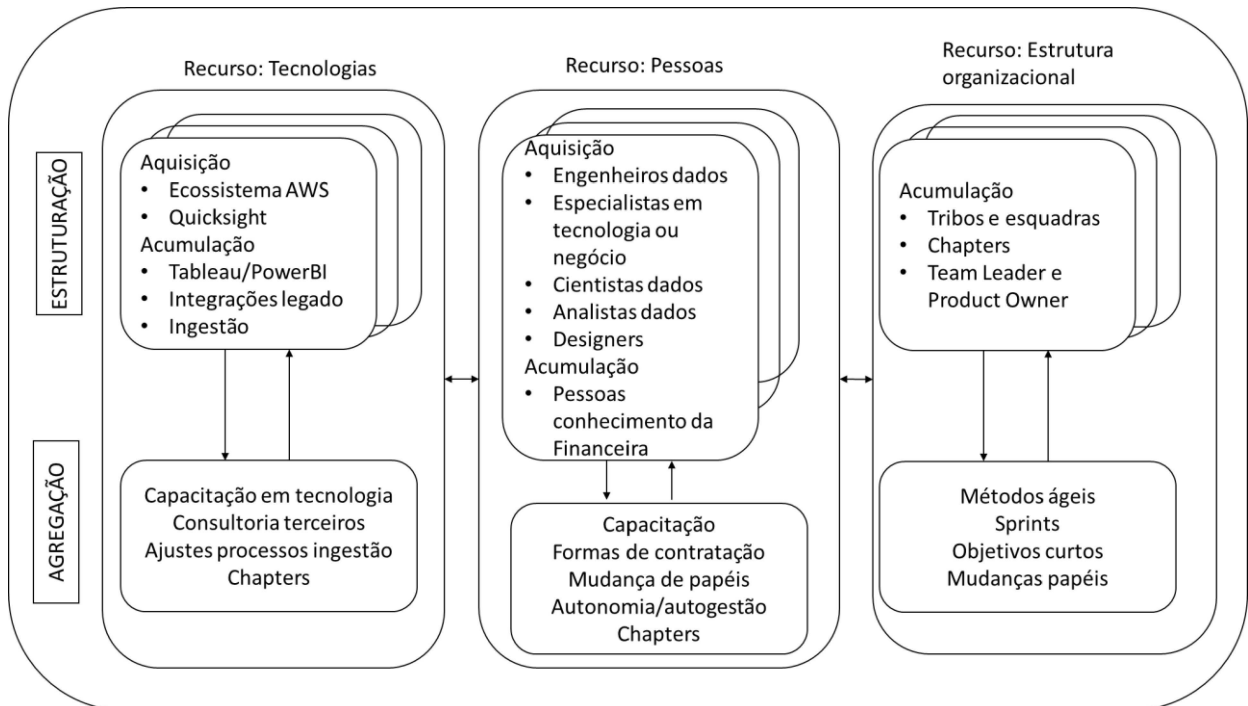 Recurso: Tecnologias
Aquisição
• Ecossistema AWS
• Quicksight
Acumulação
• Tableau/PowerBI
• Integrações legado
• Ingestão
Capacitação em tecnologia
Consultoria terceiros
Ajustes processos ingestão
Chapters
Recurso: Pessoas
Aquisição
• Engenheiros dados
• Especialistas em
tecnologia ou
negócio
• Cientistas dados
• Analistas dados
• Designers
Acumulação
• Pessoas
conhecimento da
Financeira
Capacitação
Formas de contratação
Mudança de papéis
Autonomia/autogestão
Chapters
Recurso: Estrutura
organizacional
Acumulação
• Tribos e esquadras
• Chapters
• Team Leader e
Product Owner
Métodos ágeis
Sprints
Objetivos curtos
Mudanças papéis
ESTRUTURAÇÃO
AGREGAÇÃO